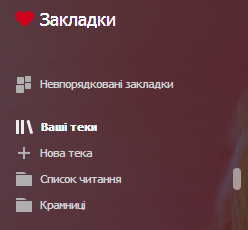 Закладки
Невпорядковані закладки
Ваші теки
Нова тека
Список читання
Крамниці